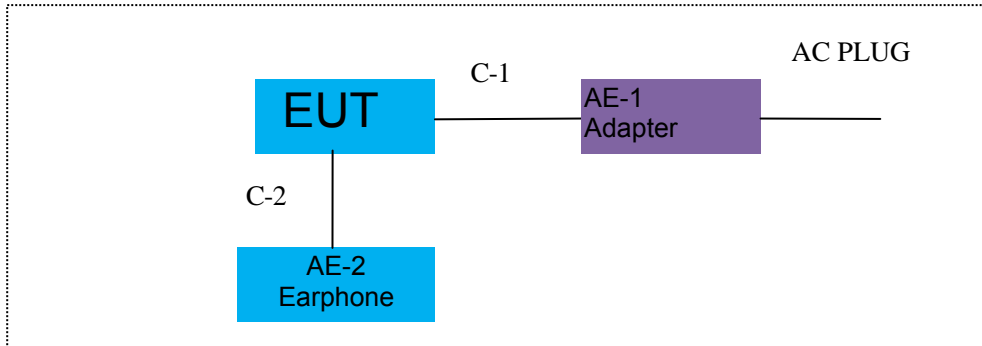 AC PLUG
C-1
EUT
AE-1
Adapter
C-2
AE-2
Earphone